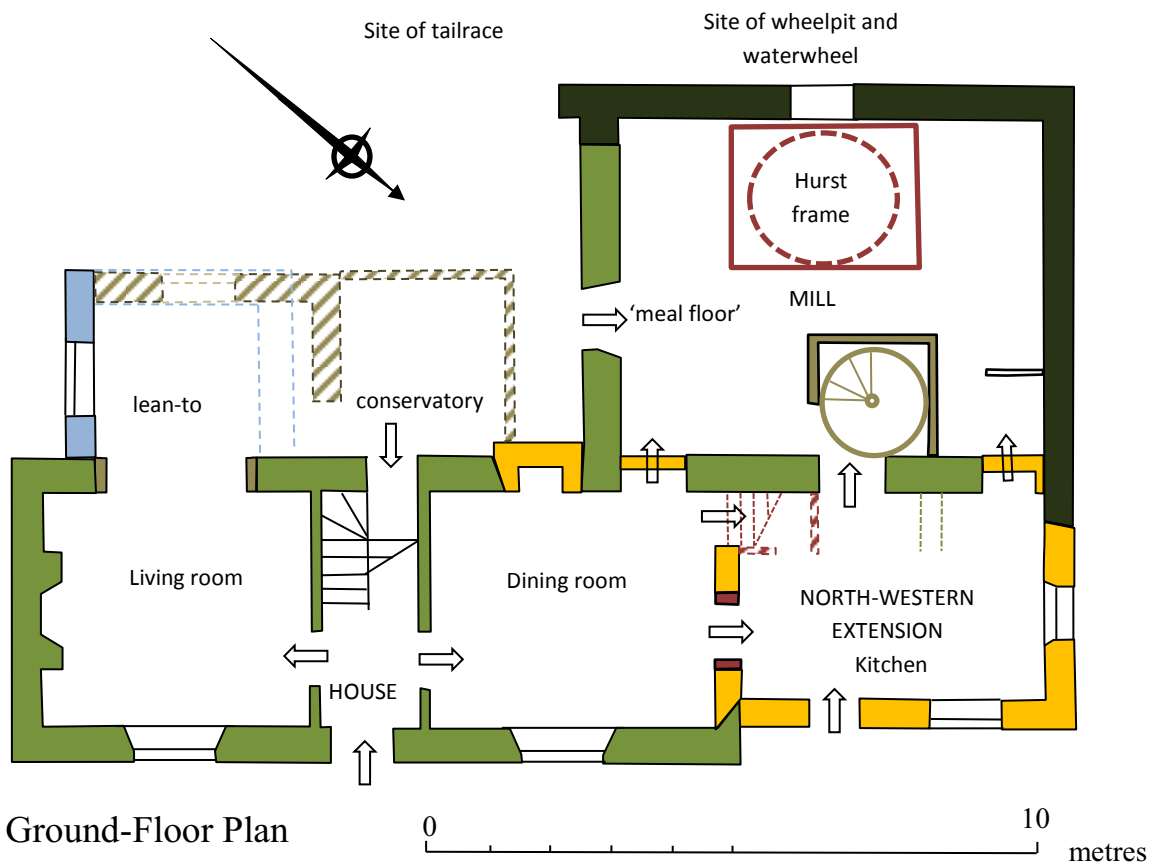 Site of tailrace
Site of wheelpit and
waterwheel
Hurst
frame
MILL
'meal floor'
lean-to
conservatory
Living room
Dining room
NORTH-WESTERN
EXTENSION
Kitchen
HOUSE
Ground-Floor Plan
0
10
metres